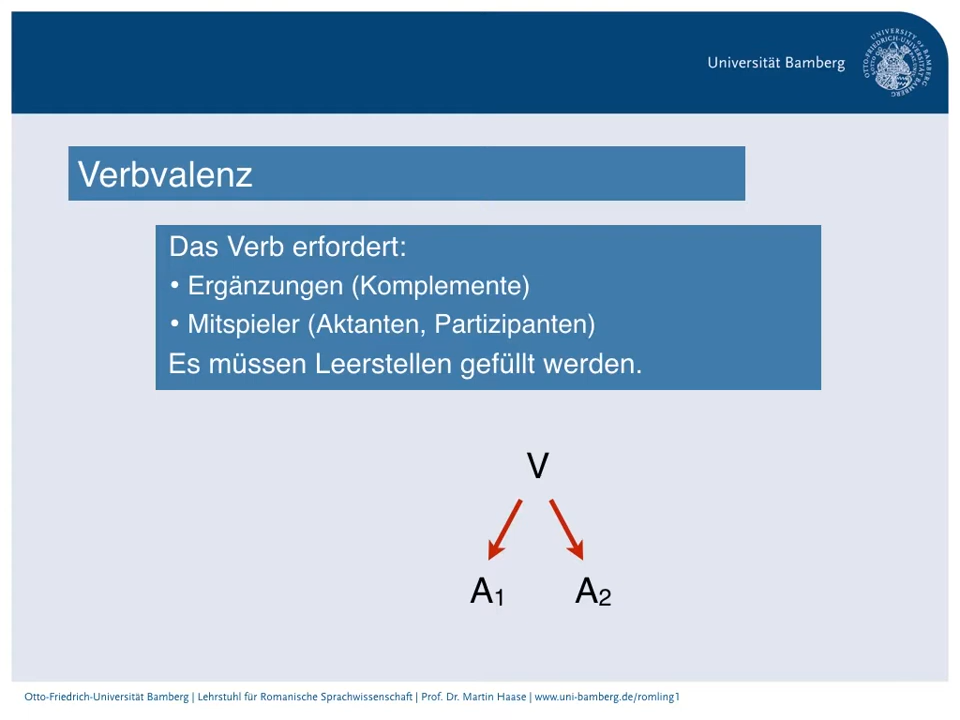 Universität Bamberg
Verbvalenz
Das Verb erfordert:
• Ergänzungen (Komplemente)
• Mitspieler (Aktanten, Partizipanten)
Es müssen Leerstellen gefüllt werden.
V
A1 A2
Otto-Friedrich-Universität Bamberg | Lehrstuhl für Romanische Sprachwissenschaft | Prof. Dr. Martin Haase | www.uni-bamberg.de/romling1